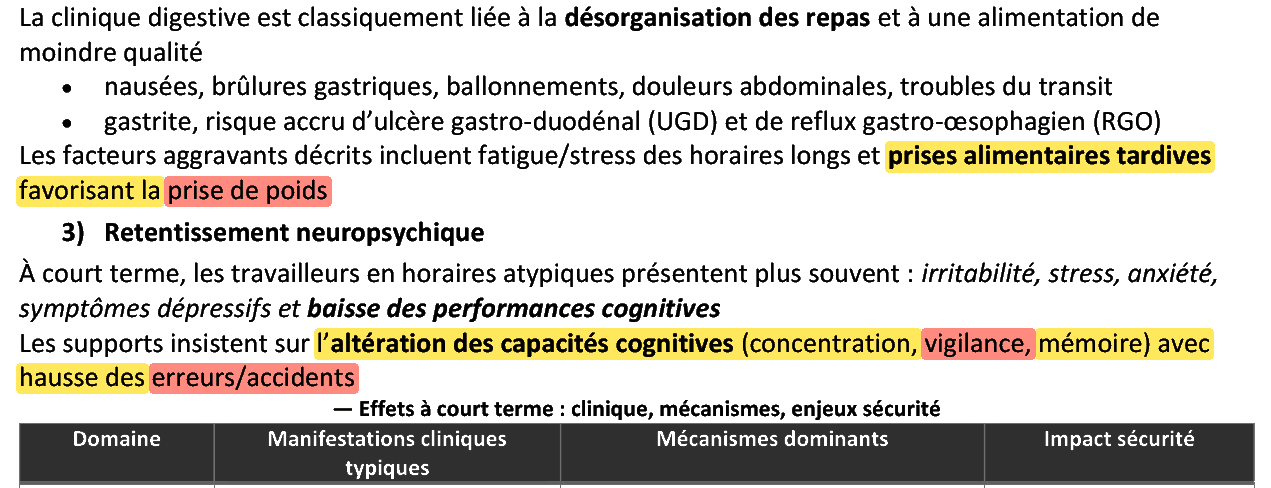 La clinique digestive est classiquement liée à la désorganisation des repas et à une alimentation de
moindre qualité
• nausées, brûlures gastriques, ballonnements, douleurs abdominales, troubles du transit
• gastrite, risque accru d’ulcère gastro-duodénal (UGD) et de reflux gastro-œsophagien (RGO)
Les facteurs aggravants décrits incluent fatigue/stress des horaires longs et prises alimentaires tardives
favorisant la prise de poids
3) Retentissement neuropsychique
À court terme, les travailleurs en horaires atypiques présentent plus souvent : irritabilité, stress, anxiété,
symptômes dépressifs et baisse des performances cognitives
Les supports insistent sur l’altération des capacités cognitives (concentration, vigilance, mémoire) avec
hausse des erreurs/accidents
— Effets à court terme : clinique, mécanismes, enjeux sécurité
Domaine Manifestations cliniques Mécanismes dominants Impact sécurité
typiques